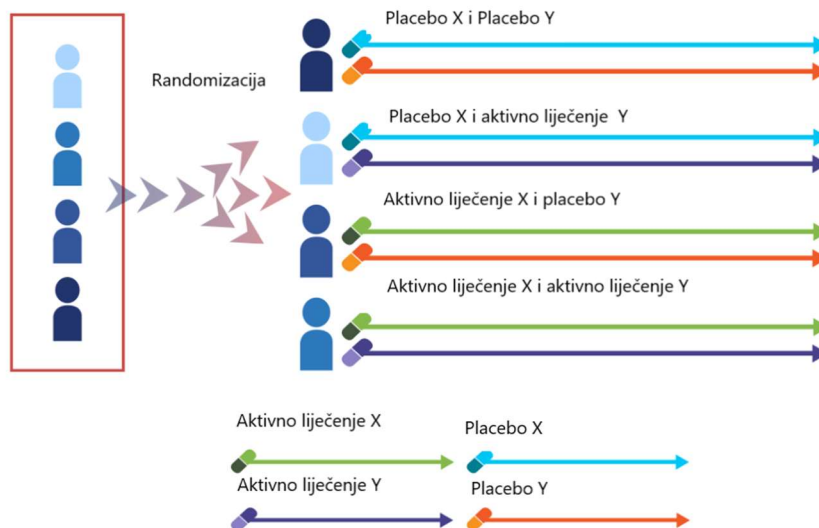 Placebo X i Placebo Y
Randomizacija
Placebo X i aktivno liječenje Y
Aktivno liječenje X i placebo Y
Aktivno liječenje X i aktivno liječenje Y
Aktivno liječenje X
Placebo X
Aktivno liječenje Y
Placebo Y